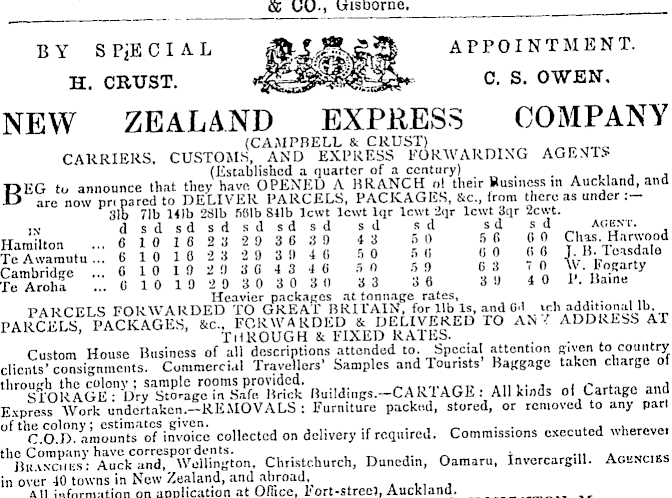 & CO., Gisborne.
BY SPECIAL APPOINTMENT.
H. CRUST. C. S. OWEN.
NEW ZEALAND EXPRESS COMPANY
(CAMPBELL & CRUST)
CARRIERS, CUSTOMS, AND EXPRESS FORWARDING AGENTS
(Established a quarter of a century)
BEG to announce that they have OPENED A BRANCH of their Business in Auckland, and
are now prepared to DELIVER PARCELS, PACKAGES, &c., from there as under :—
3lb 7lb 14lb 28lb 56lb 84lb 1cwt 1cwt 1qr 1cwt 2qr 1cwt 3qr 2cwt.
IN d s d s d s d s d s d s d s d s d s d s d AGENT.
Hamilton ... 6 1 0 1 6 2 3 2 9 3 6 3 9 4 3 5 0 5 6 6 0 Chas. Harwood
Te Awamutu ... 6 1 0 1 6 2 3 2 9 3 9 4 6 5 0 5 6 6 0 6 6 J. B. Teasdale
Cambridge ... 6 1 0 1 9 2 9 3 6 4 3 4 6 5 0 5 9 6 3 7 0 W. Fogarty
Te Aroha ... 6 1 0 1 9 2 9 3 0 3 0 3 0 3 3 3 6 3 9 4 0 P. Baine
Heavier packages at tonnage rates,
PARCELS FORWARDED TO GREAT BRITAIN, for 1lb 1s, and 6d additional lb.
PARCELS, PACKAGES, &c., FORWARDED & DELIVERED TO ANY ADDRESS AT
THROUGH & FIXED RATES.
Custom House Business of all descriptions attended to. Special attention given to country
clients' consignments. Commercial Travellers' Samples and Tourists' Baggage taken charge of
through the colony ; sample rooms provided.
STORAGE : Dry Storage in Safe Brick Buildings.—CARTAGE : All kinds of Cartage and
Express Work undertaken.—REMOVALS : Furniture packed, stored, or removed to any part
of the colony ; estimates given.
C.O.D. amounts of invoice collected on delivery if required. Commissions executed wherever
the Company have correspondents.
BRANCHES : Auckland, Wellington, Christchurch, Dunedin, Oamaru, Invercargill. AGENCIES
in over 40 towns in New Zealand, and abroad.
All information on application at Office, Fort-street, Auckland.